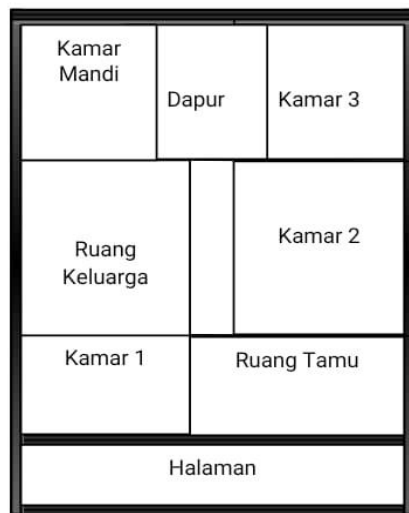 Kamar
Mandi
Dapur
Kamar 3
Ruang
Keluarga
Kamar 2
Kamar 1
Ruang Tamu
Halaman